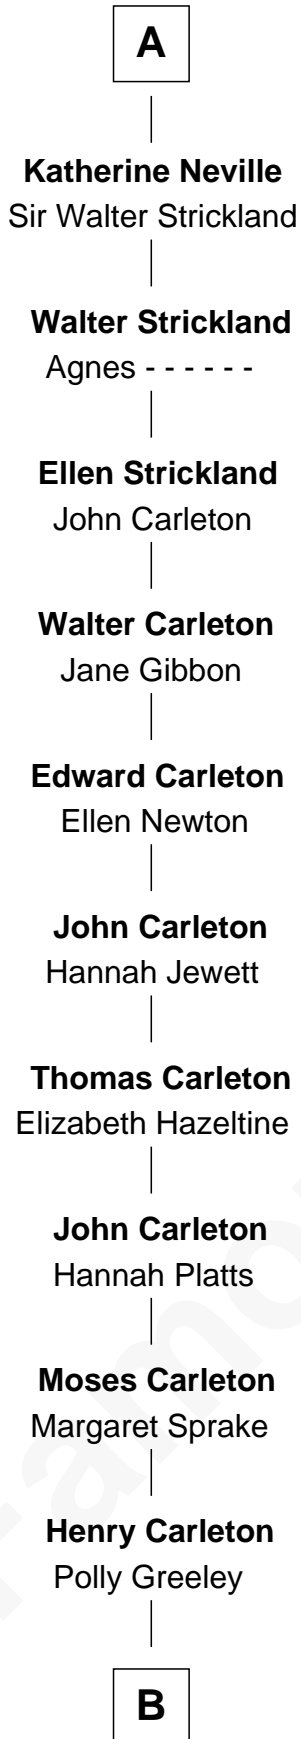 A
Katherine Neville
Sir Walter Strickland
Walter Strickland
Agnes - - - - - -
Ellen Strickland
John Carleton
Walter Carleton
Jane Gibbon
Edward Carleton
Ellen Newton
John Carleton
Hannah Jewett
Thomas Carleton
Elizabeth Hazeltine
John Carleton
Hannah Platts
Moses Carleton
Margaret Sprake
Henry Carleton
Polly Greeley
B
Famo